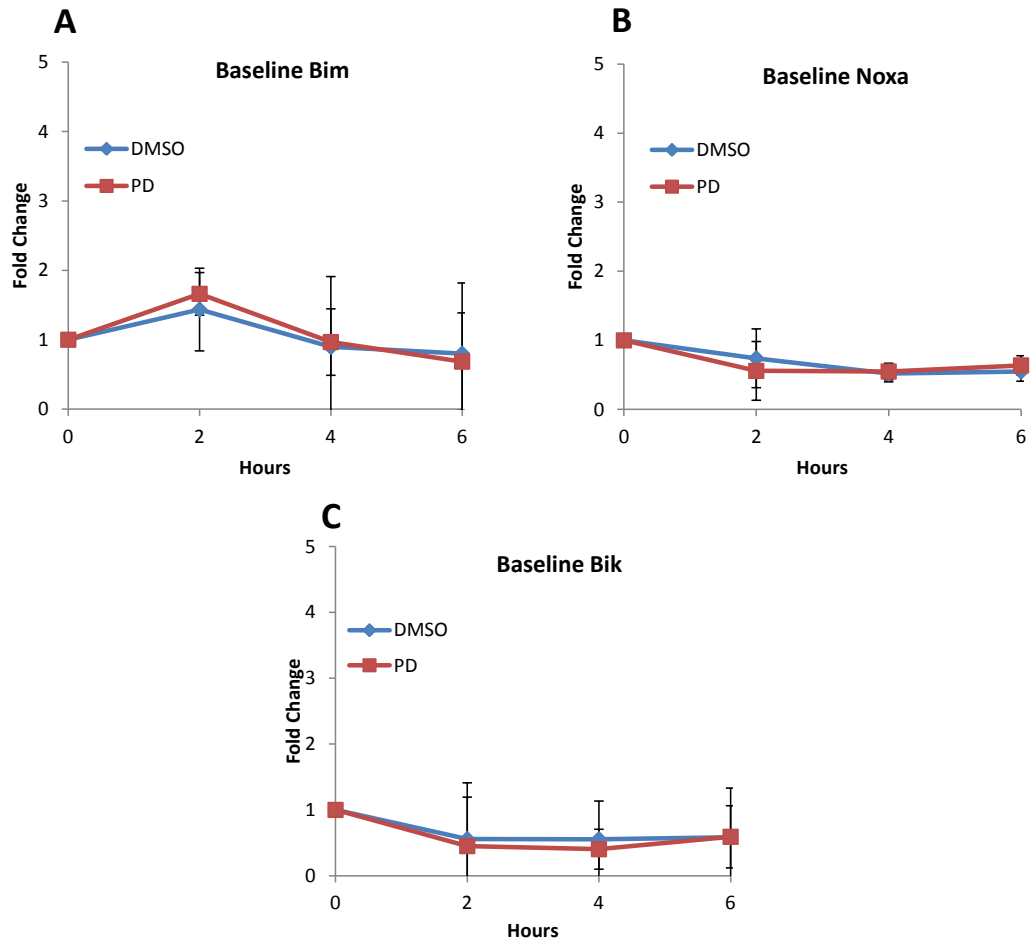 A
Baseline Bim
5
4
3
2
1
0
Fold Change
DMSO
PD
0 2 4 6
Hours
B
Baseline Noxa
5
4
3
2
1
0
Fold Change
DMSO
PD
0 2 4 6
Hours
C
Baseline Bik
5
4
3
2
1
0
Fold Change
DMSO
PD
0 2 4 6
Hours